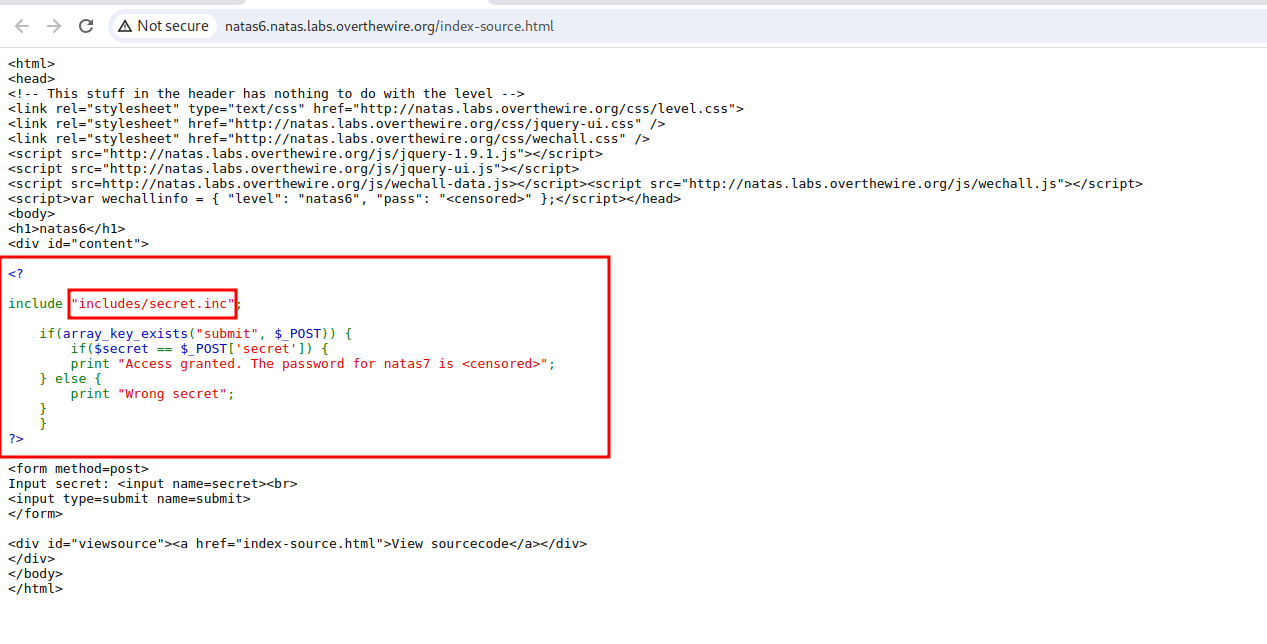 Not secure natas6.natas.labs.overthewire.org/index-source.html
<html>
<head>
<!-- This stuff in the header has nothing to do with the level -->
<link rel="stylesheet" type="text/css" href="http://natas.labs.overthewire.org/css/level.css">
<link rel="stylesheet" href="http://natas.labs.overthewire.org/css/jquery-ui.css" />
<link rel="stylesheet" href="http://natas.labs.overthewire.org/css/wechall.css" />
<script src="http://natas.labs.overthewire.org/js/jquery-1.9.1.js"></script>
<script src="http://natas.labs.overthewire.org/js/jquery-ui.js"></script>
<script src=http://natas.labs.overthewire.org/js/wechall-data.js></script><script src="http://natas.labs.overthewire.org/js/wechall.js"></script>
<script>var wechallinfo = { "level": "natas6", "pass": "<censored>" };</script></head>
<body>
<h1>natas6</h1>
<div id="content">
<?
include "includes/secret.inc";
    if(array_key_exists("submit", $_POST)) {
        if($secret == $_POST['secret']) {
        print "Access granted. The password for natas7 is <censored>";
    } else {
        print "Wrong secret";
    }
    }
?>
<form method=post>
Input secret: <input name=secret><br>
<input type=submit name=submit>
</form>
<div id="viewsource"><a href="index-source.html">View sourcecode</a></div>
</div>
</body>
</html>